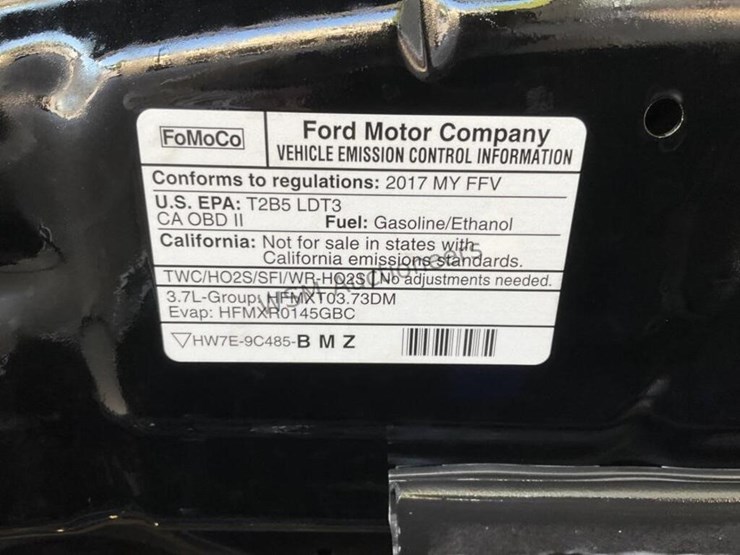 FoMoCo
Ford Motor Company
VEHICLE EMISSION CONTROL INFORMATION
Conforms to regulations: 2017 MY FFV
U.S. EPA: T2B5 LDT3
CA OBD II Fuel: Gasoline/Ethanol
California: Not for sale in states with
California emissions standards.
TWC/HO2S/SFI/WR-HO2S No adjustments needed.
3.7L-Group: HFMXT03.73DM
Evap: HFMXR0145GBC
HW7E-9C485-B M Z
WSM Auctioneers